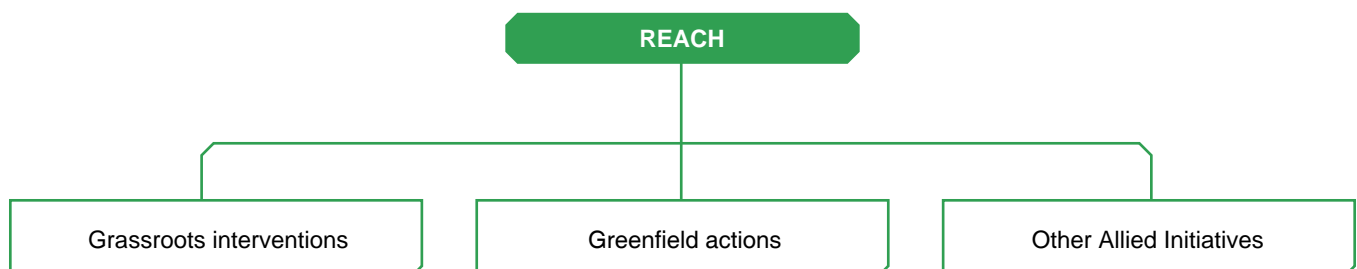 REACH
Grassroots interventions
Greenfield actions
Other Allied Initiatives